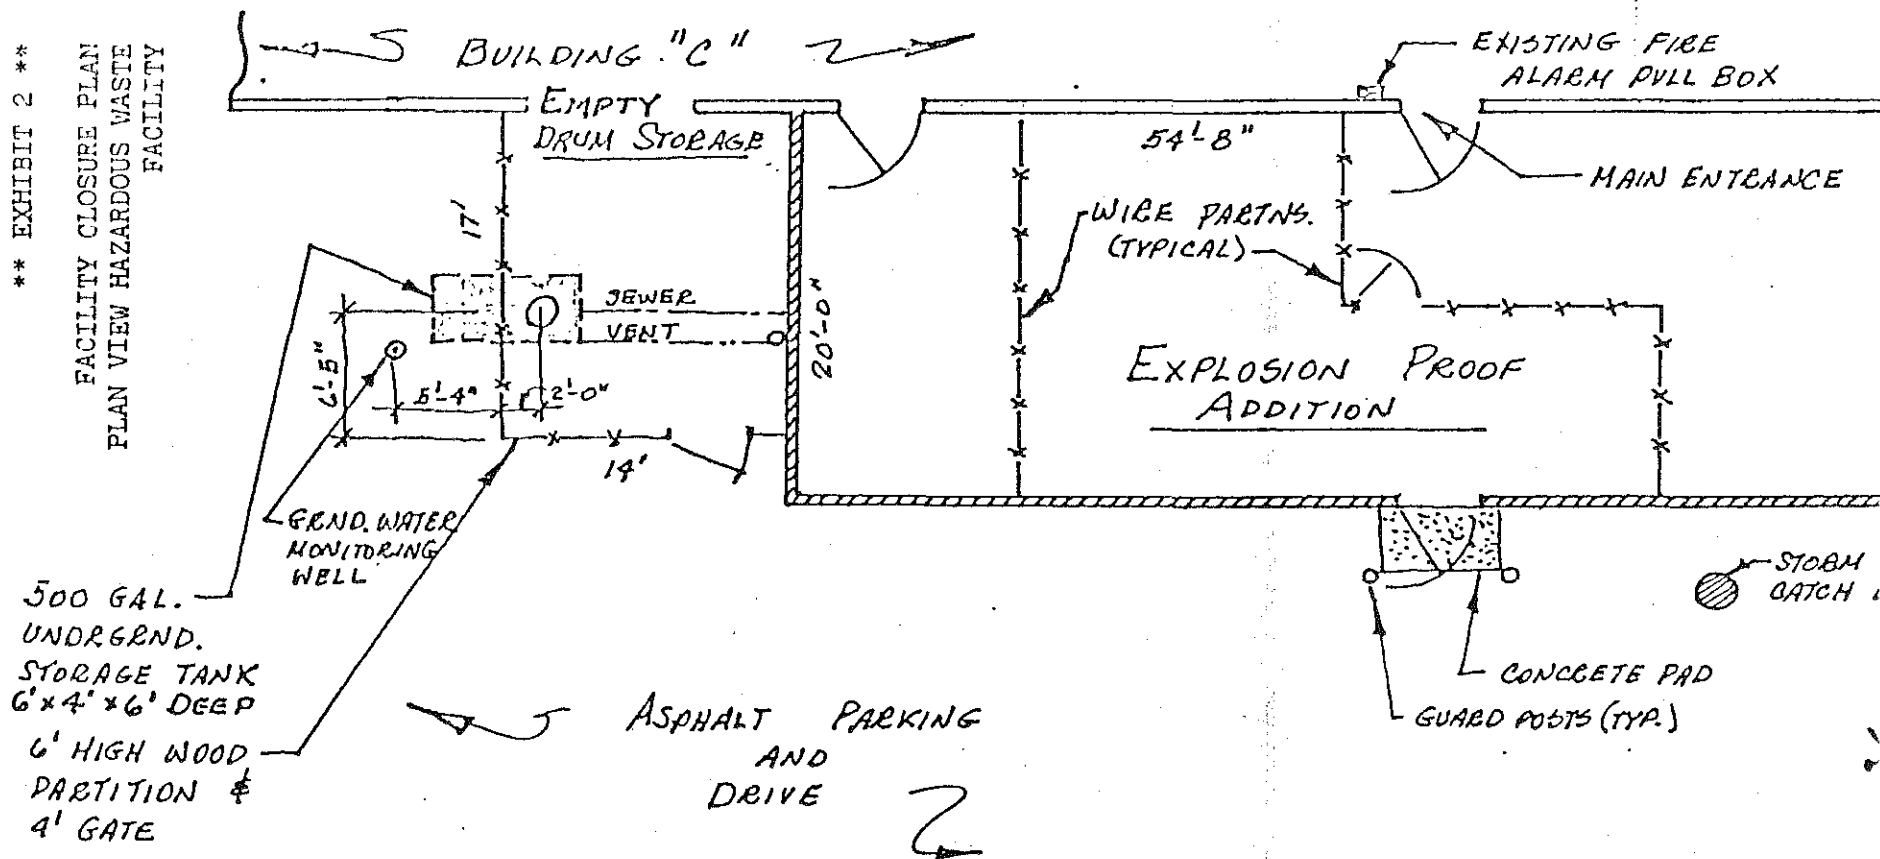 ** EXHIBIT 2 **
FACILITY CLOSURE PLAN
PLAN VIEW HAZARDOUS WASTE
FACILITY
BUILDING "C"
EMPTY
DRUM STORAGE
EXISTING FIRE
ALARM PULL BOX
54'-8"
MAIN ENTRANCE
WIRE PARTNS.
(TYPICAL)
17'
SEWER
VENT
20'-0"
6'-5"
5'-4"
2'-0"
14'
EXPLOSION PROOF
ADDITION
GRND. WATER
MONITORING
WELL
500 GAL.
UNDRGRND.
STORAGE TANK
6'x4'x6' DEEP
6' HIGH WOOD
PARTITION &
4' GATE
ASPHALT PARKING
AND
DRIVE
STORM
CATCH
CONCRETE PAD
GUARD POSTS (TYP.)